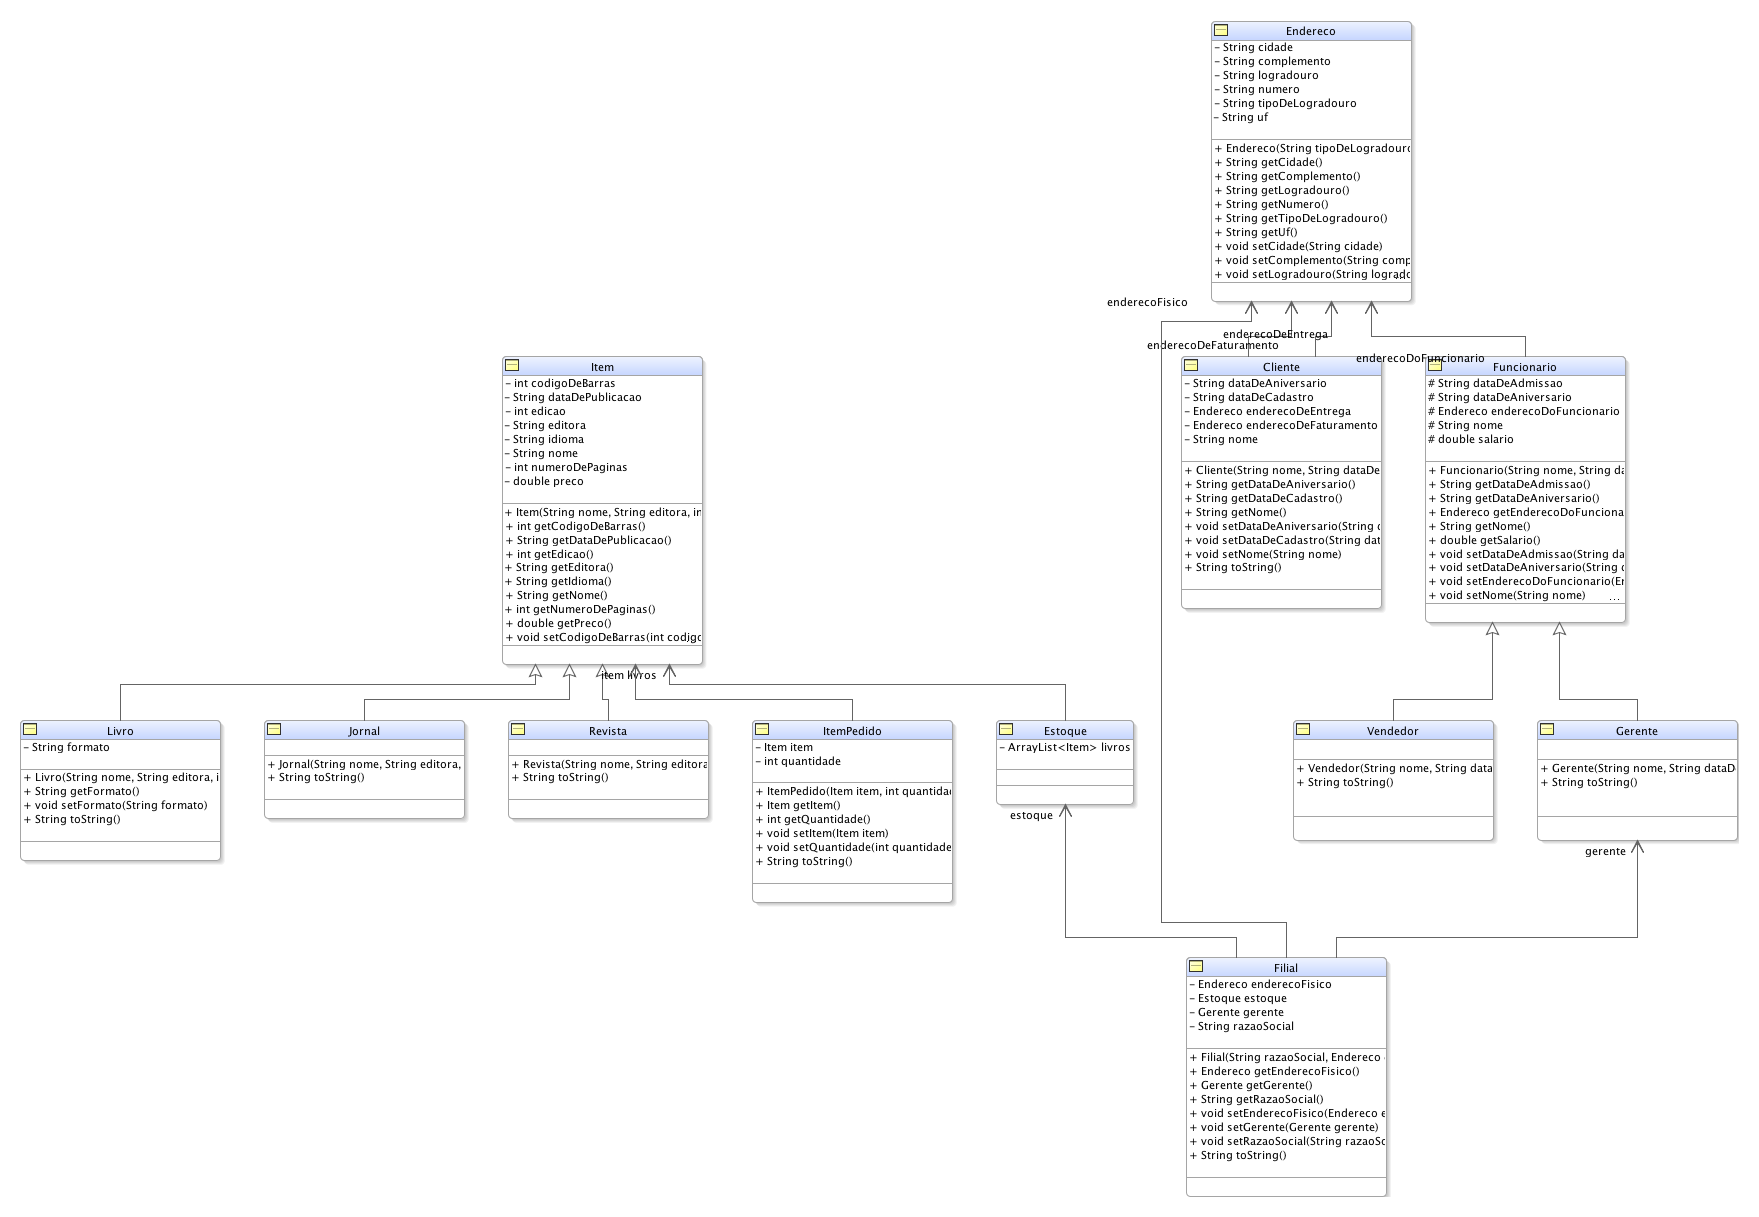 Endereco
– String cidade
– String complemento
– String logradouro
– String numero
– String tipoDeLogradouro
– String uf
+ Endereco(String tipoDeLogradouro
+ String getCidade()
+ String getComplemento()
+ String getLogradouro()
+ String getNumero()
+ String getTipoDeLogradouro()
+ String getUf()
+ void setCidade(String cidade)
+ void setComplemento(String comp
+ void setLogradouro(String logrado
...
enderecoFisico
enderecoDeEntrega
enderecoDeFaturamento
enderecoDoFuncionario
Item
– int codigoDeBarras
– String dataDePublicacao
– int edicao
– String editora
– String idioma
– String nome
– int numeroDePaginas
– double preco
+ Item(String nome, String editora, in
+ int getCodigoDeBarras()
+ String getDataDePublicacao()
+ int getEdicao()
+ String getEditora()
+ String getIdioma()
+ String getNome()
+ int getNumeroDePaginas()
+ double getPreco()
+ void setCodigoDeBarras(int codigo
...
Cliente
– String dataDeAniversario
– String dataDeCadastro
– Endereco enderecoDeEntrega
– Endereco enderecoDeFaturamento
– String nome
+ Cliente(String nome, String dataDe
+ String getDataDeAniversario()
+ String getDataDeCadastro()
+ String getNome()
+ void setDataDeAniversario(String d
+ void setDataDeCadastro(String dat
+ void setNome(String nome)
+ String toString()
Funcionario
# String dataDeAdmissao
# String dataDeAniversario
# Endereco enderecoDoFuncionario
# String nome
# double salario
+ Funcionario(String nome, String da
+ String getDataDeAdmissao()
+ String getDataDeAniversario()
+ Endereco getEnderecoDoFunciona
+ String getNome()
+ double getSalario()
+ void setDataDeAdmissao(String da
+ void setDataDeAniversario(String d
+ void setEnderecoDoFuncionario(En
+ void setNome(String nome) ...
item livros
Livro
– String formato
+ Livro(String nome, String editora, i
+ String getFormato()
+ void setFormato(String formato)
+ String toString()
Jornal
+ Jornal(String nome, String editora,
+ String toString()
Revista
+ Revista(String nome, String editora
+ String toString()
ItemPedido
– Item item
– int quantidade
+ ItemPedido(Item item, int quantidad
+ Item getItem()
+ int getQuantidade()
+ void setItem(Item item)
+ void setQuantidade(int quantidade
+ String toString()
Estoque
– ArrayList<Item> livros
estoque
Vendedor
+ Vendedor(String nome, String data
+ String toString()
Gerente
+ Gerente(String nome, String dataD
+ String toString()
gerente
Filial
– Endereco enderecoFisico
– Estoque estoque
– Gerente gerente
– String razaoSocial
+ Filial(String razaoSocial, Endereco
+ Endereco getEnderecoFisico()
+ Gerente getGerente()
+ String getRazaoSocial()
+ void setEnderecoFisico(Endereco e
+ void setGerente(Gerente gerente)
+ void setRazaoSocial(String razaoSo
+ String toString()